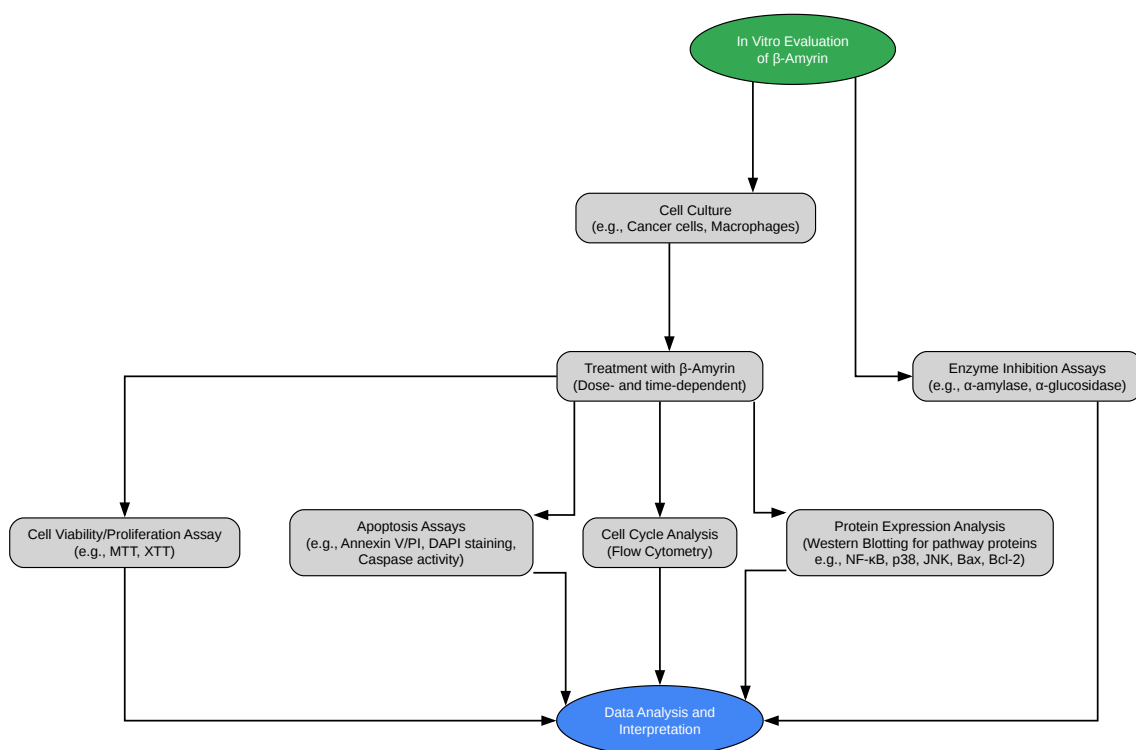 In Vitro Evaluation
of β-Amyrin
Cell Culture
(e.g., Cancer cells, Macrophages)
Treatment with β-Amyrin
(Dose- and time-dependent)
Enzyme Inhibition Assays
(e.g., α-amylase, α-glucosidase)
Cell Viability/Proliferation Assay
(e.g., MTT, XTT)
Apoptosis Assays
(e.g., Annexin V/PI, DAPI staining,
Caspase activity)
Cell Cycle Analysis
(Flow Cytometry)
Protein Expression Analysis
(Western Blotting for pathway proteins
e.g., NF-κB, p38, JNK, Bax, Bcl-2)
Data Analysis and
Interpretation